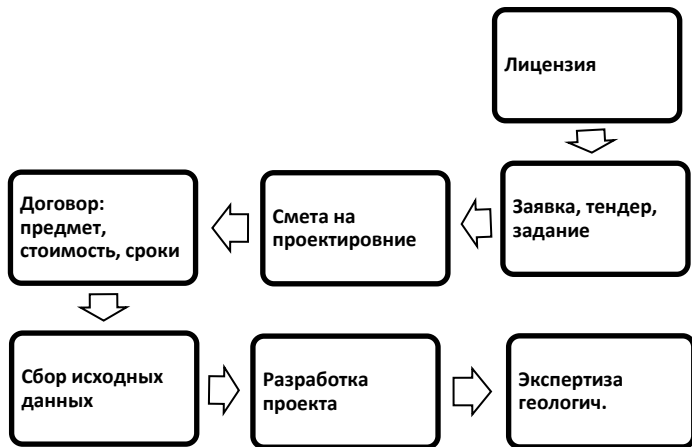 Лицензия
Заявка, тендер,
задание
Смета на
проектировние
Договор:
предмет,
стоимость, сроки
Сбор исходных
данных
Разработка
проекта
Экспертиза
геологич.